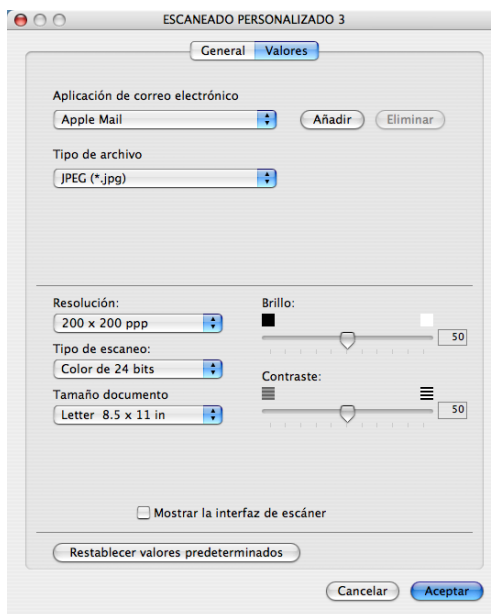 ESCANEADO PERSONALIZADO 3
General Valores
Aplicación de correo electrónico
Apple Mail Añadir Eliminar
Tipo de archivo
JPEG (*.jpg)
Resolución: Brillo:
200 x 200 ppp 50
Tipo de escaneo:
Color de 24 bits
Contraste:
Tamaño documento
Letter 8.5 x 11 in 50
Mostrar la interfaz de escáner
Restablecer valores predeterminados
Cancelar Aceptar